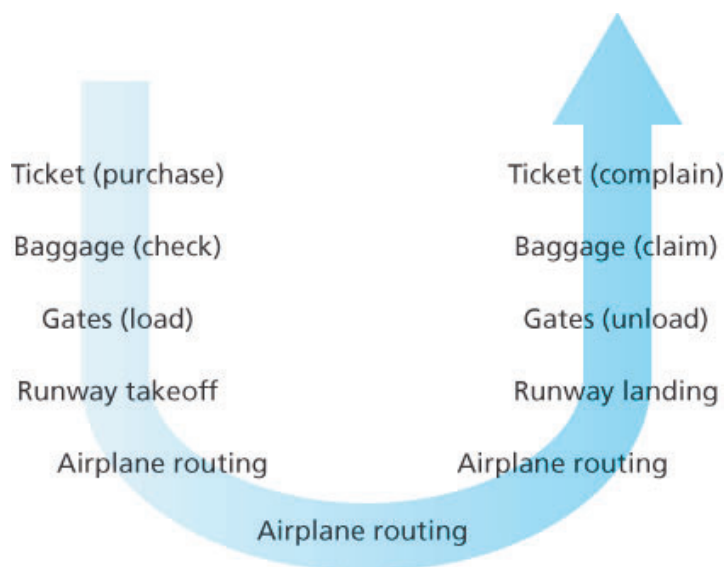 Ticket (purchase)
Baggage (check)
Gates (load)
Runway takeoff
Airplane routing
Airplane routing
Airplane routing
Runway landing
Gates (unload)
Baggage (claim)
Ticket (complain)